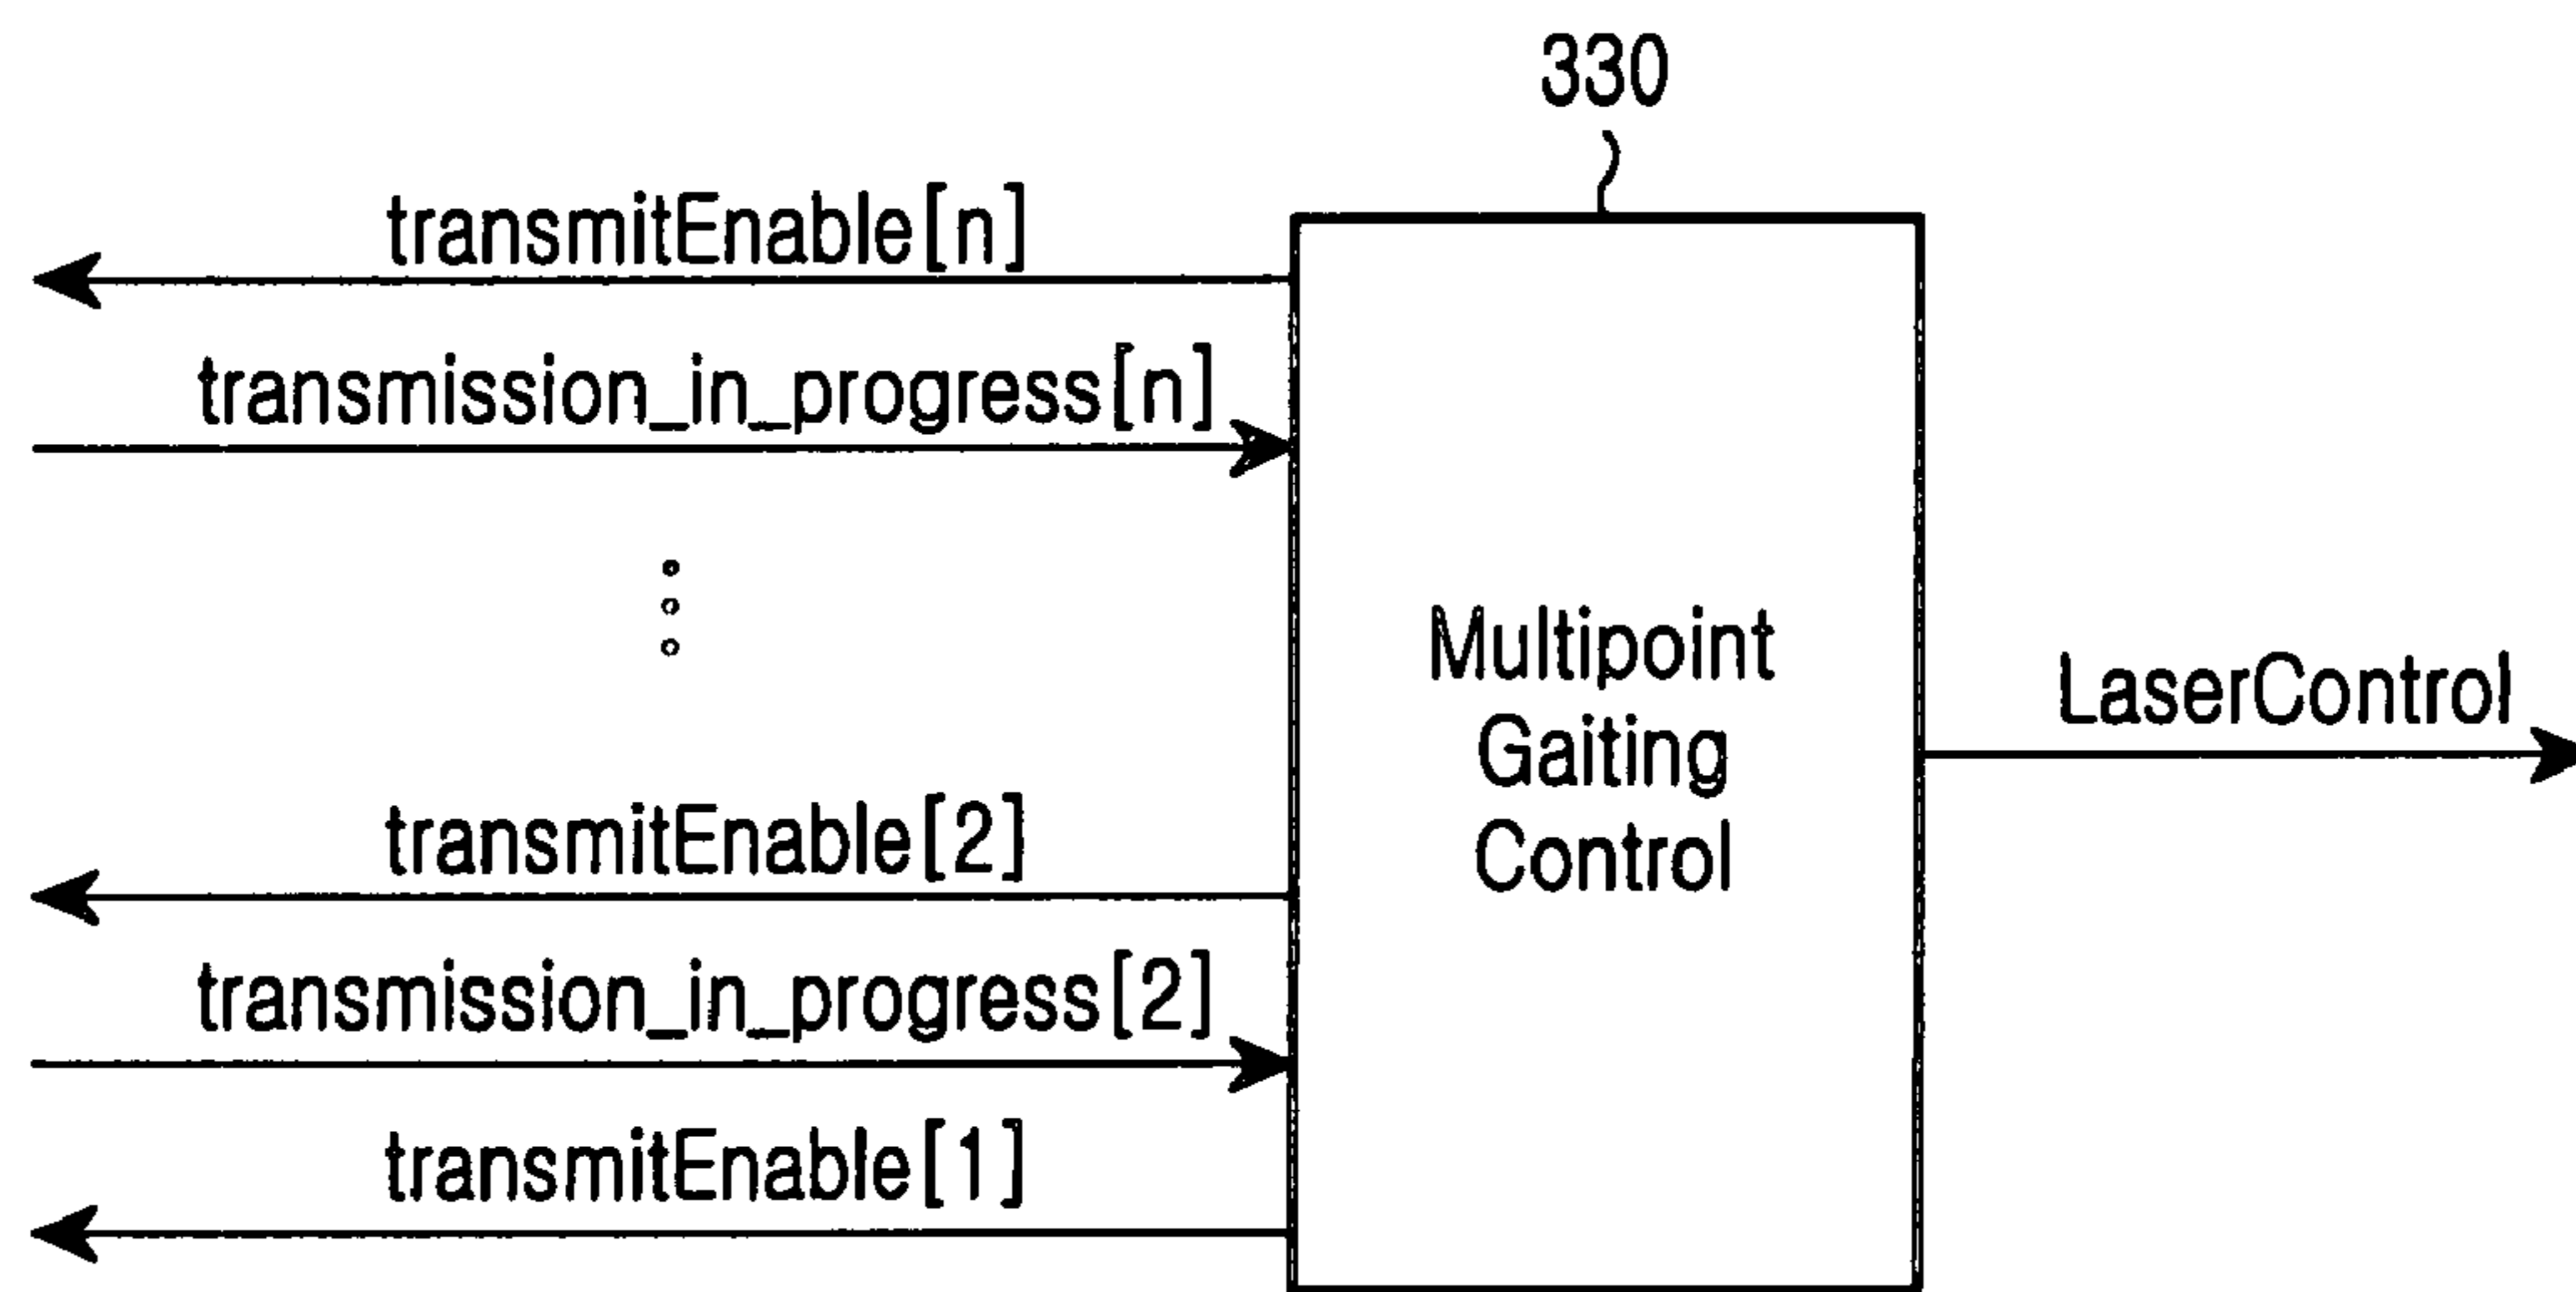 330
transmitEnable[n]
transmission_in_progress[n]
transmitEnable[2]
transmission_in_progress[2]
transmitEnable[1]
Multipoint
Gaiting
Control
LaserControl